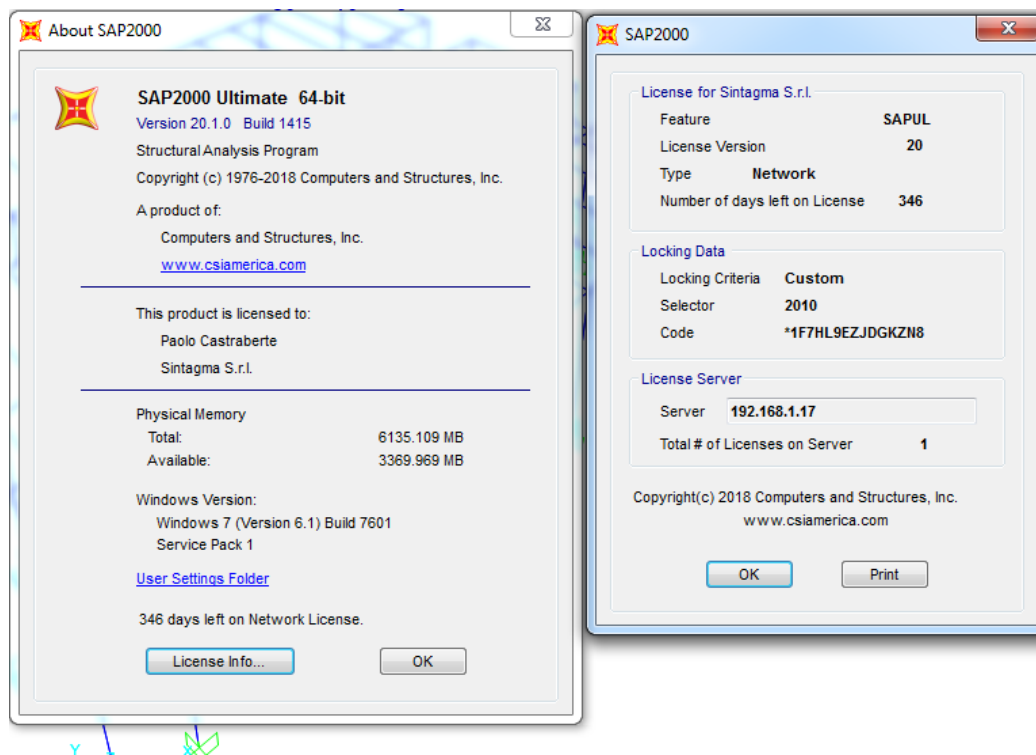 About SAP2000
SAP2000 Ultimate 64-bit
Version 20.1.0 Build 1415
Structural Analysis Program
Copyright (c) 1976-2018 Computers and Structures, Inc.
A product of:
Computers and Structures, Inc.
www.csiamerica.com
This product is licensed to:
Paolo Castraberte
Sintagma S.r.l.
Physical Memory
Total: 6135.109 MB
Available: 3369.969 MB
Windows Version:
Windows 7 (Version 6.1) Build 7601
Service Pack 1
User Settings Folder
346 days left on Network License.
License Info... OK
SAP2000
License for Sintagma S.r.l.
Feature SAPUL
License Version 20
Type Network
Number of days left on License 346
Locking Data
Locking Criteria Custom
Selector 2010
Code *1F7HL9EZJDGKZN8
License Server
Server 192.168.1.17
Total # of Licenses on Server 1
Copyright(c) 2018 Computers and Structures, Inc.
www.csiamerica.com
OK Print
Y X